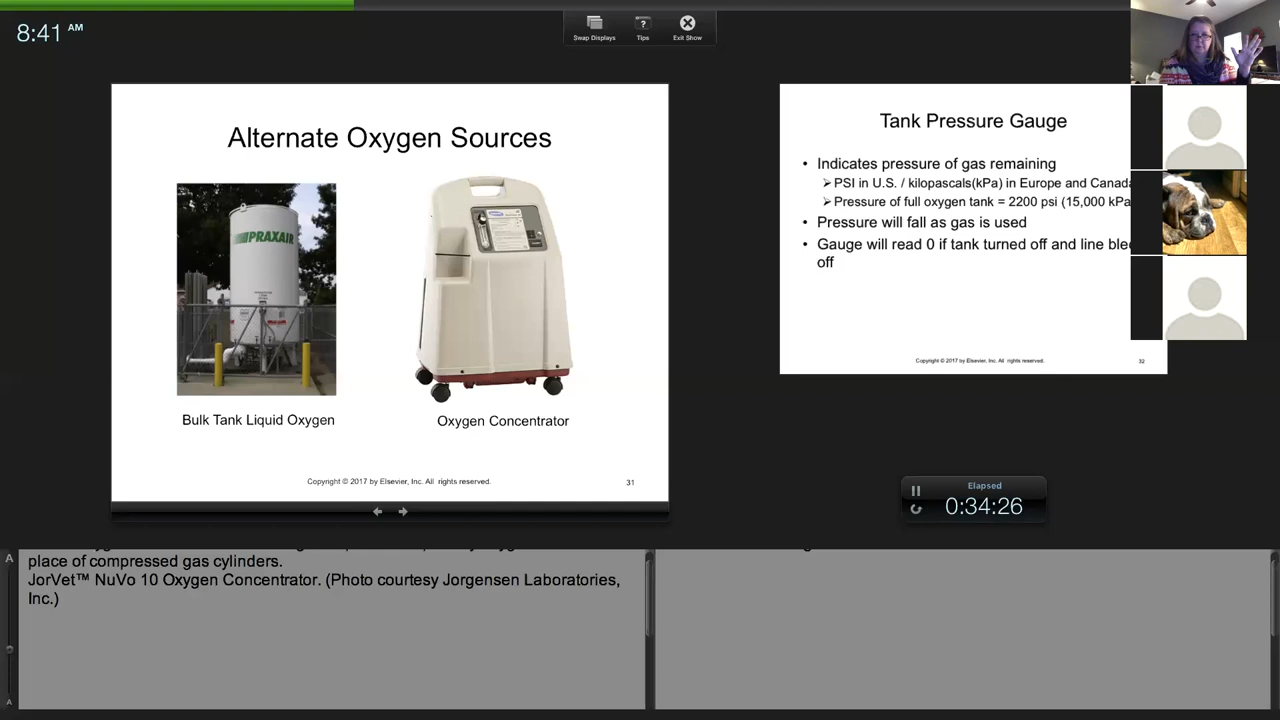 8:41 AM
Swap Displays
Tips
Exit Show
Alternate Oxygen Sources
PRAXAIR
Bulk Tank Liquid Oxygen
Oxygen Concentrator
Copyright © 2017 by Elsevier, Inc. All rights reserved.
31
Tank Pressure Gauge
• Indicates pressure of gas remaining
➢PSI in U.S. / kilopascals(kPa) in Europe and Canada
➢Pressure of full oxygen tank = 2200 psi (15,000 kPa
• Pressure will fall as gas is used
• Gauge will read 0 if tank turned off and line bled
off
Copyright © 2017 by Elsevier, Inc. All rights reserved.
32
Elapsed
0:34:26
A
place of compressed gas cylinders.
JorVet™ NuVo 10 Oxygen Concentrator. (Photo courtesy Jorgensen Laboratories,
Inc.)
A